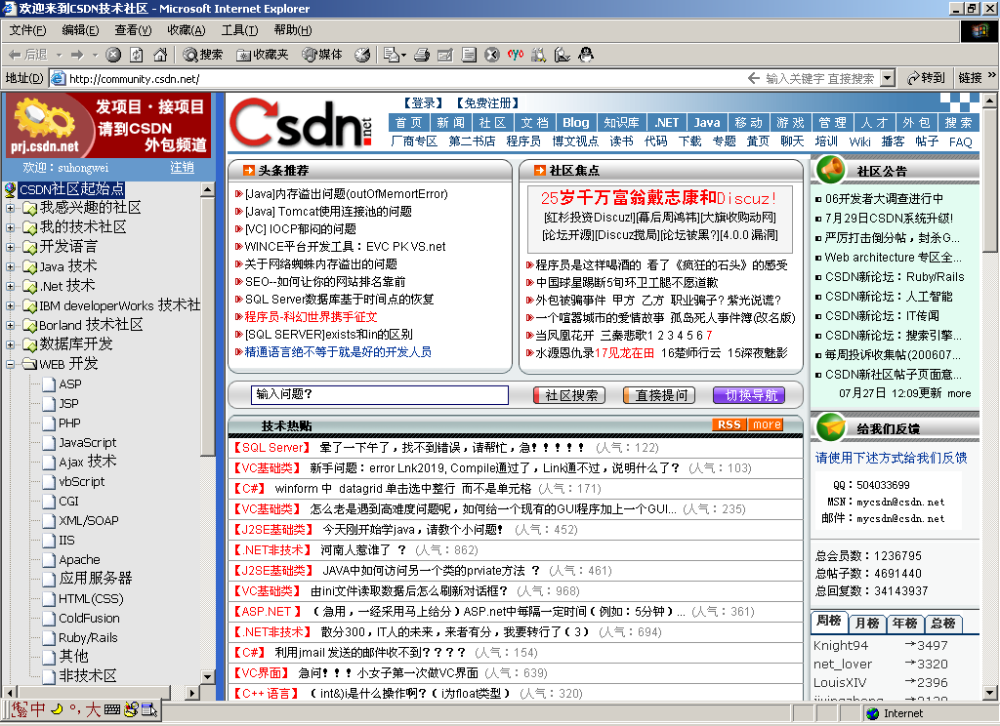 欢迎来到CSDN技术社区 - Microsoft Internet Explorer
文件(F) 编辑(E) 查看(V) 收藏(A) 工具(T) 帮助(H)
后退 搜索 收藏夹 媒体
地址(D) http://community.csdn.net/ 输入关键字 直接搜索 转到 链接 »
发项目·接项目
请到CSDN
外包频道
prj.csdn.net
欢迎：suhongwei 注销
CSDN社区起始点
我感兴趣的社区
我的技术社区
开发语言
Java 技术
.Net 技术
IBM developerWorks 技术社
Borland 技术社区
数据库开发
WEB 开发
ASP
JSP
PHP
JavaScript
Ajax 技术
vbScript
CGI
XML/SOAP
IIS
Apache
应用服务器
HTML(CSS)
ColdFusion
Ruby/Rails
其他
非技术区
Csdn.net
【登录】 【免费注册】
首 页 新 闻 社 区 文 档 Blog 知识库 .NET Java 移 动 游 戏 管 理 人 才 外 包 搜 索
厂商专区 第二书店 程序员 博文视点 读书 代码 下载 专题 黄页 聊天 培训 Wiki 播客 帖子 FAQ
头条推荐
[Java]内存溢出问题(outOfMemortError)
[Java] Tomcat使用连接池的问题
[VC] IOCP郁闷的问题
WINCE平台开发工具：EVC PK VS.net
关于网络蜘蛛内存溢出的问题
SEO--如何让你的网站排名靠前
SQL Server数据库基于时间点的恢复
程序员-科幻世界携手征文
[SQL SERVER]exists和in的区别
精通语言绝不等于就是好的开发人员
社区焦点
25岁千万富翁戴志康和Discuz!
[红杉投资Discuz!][幕后周鸿祎][大旗收购动网]
[论坛开源][Discuz搅局][论坛被黑?][4.0.0 漏洞]
程序员是这样喝酒的 看了《疯狂的石头》的感受
中国球星踢断5旬环卫工腿不愿道歉
外包被骗事件 甲方 乙方 职业骗子? 紫光说谎?
一个喧嚣城市的爱情故事 孤岛死人事件簿(改名版)
当凤凰花开 三秦悲歌1 2 3 4 5 6 7
水源恩仇录17见龙在田 16楚师行云 15深夜魅影
输入问题? 社区搜索 直接提问 切换导航
技术热贴 RSS more
【SQL Server】 晕了一下午了，找不到错误，请帮忙，急！！！！！ (人气：122)
【VC基础类】 新手问题：error Lnk2019, Compile通过了，Link通不过，说明什么了？ (人气：103)
【C#】 winform 中 datagrid 单击选中整行 而不是单元格 (人气：171)
【VC基础类】 怎么老是遇到高难度问题呢，如何给一个现有的GUI程序加上一个GUI... (人气：235)
【J2SE基础类】 今天刚开始学java，请教个小问题！ (人气：452)
【.NET非技术】 河南人惹谁了 ？ (人气：862)
【J2SE基础类】 JAVA中如何访问另一个类的prviate方法 ？ (人气：461)
【VC基础类】 由ini文件读取数据后怎么刷新对话框？ (人气：968)
【ASP.NET 】 （急用，一经采用马上给分）ASP.net中每隔一定时间（例如：5分钟）... (人气：361)
【.NET非技术】 散分300，IT人的未来，来者有分，我要转行了（3） (人气：694)
【C#】 利用jmail 发送的邮件收不到？？？？ (人气：154)
【VC界面】 急问！！！小女子第一次做VC界面 (人气：639)
【C++ 语言】 （ int&)i是什么操作啊？（ i为float类型） (人气：320)
社区公告
06开发者大调查进行中
7月29日CSDN系统升级!
严厉打击倒分帖，封杀G...
Web architecture 专区全...
CSDN新论坛：Ruby/Rails
CSDN新论坛：人工智能
CSDN新论坛：IT传闻
CSDN新论坛：搜索引擎...
每周投诉收集帖(200607...
CSDN新社区帖子页面意...
07月27日 12:09更新 more
给我们反馈
请使用下述方式给我们反馈
QQ：504033699
MSN：mycsdn@csdn.net
邮件：mycsdn@csdn.net
总会员数：1236795
总帖子数：4691440
总回复数：34143937
周榜 月榜 年榜 总榜
Knight94 →3497
net_lover →3320
LouisXIV →2396
中 大
Internet